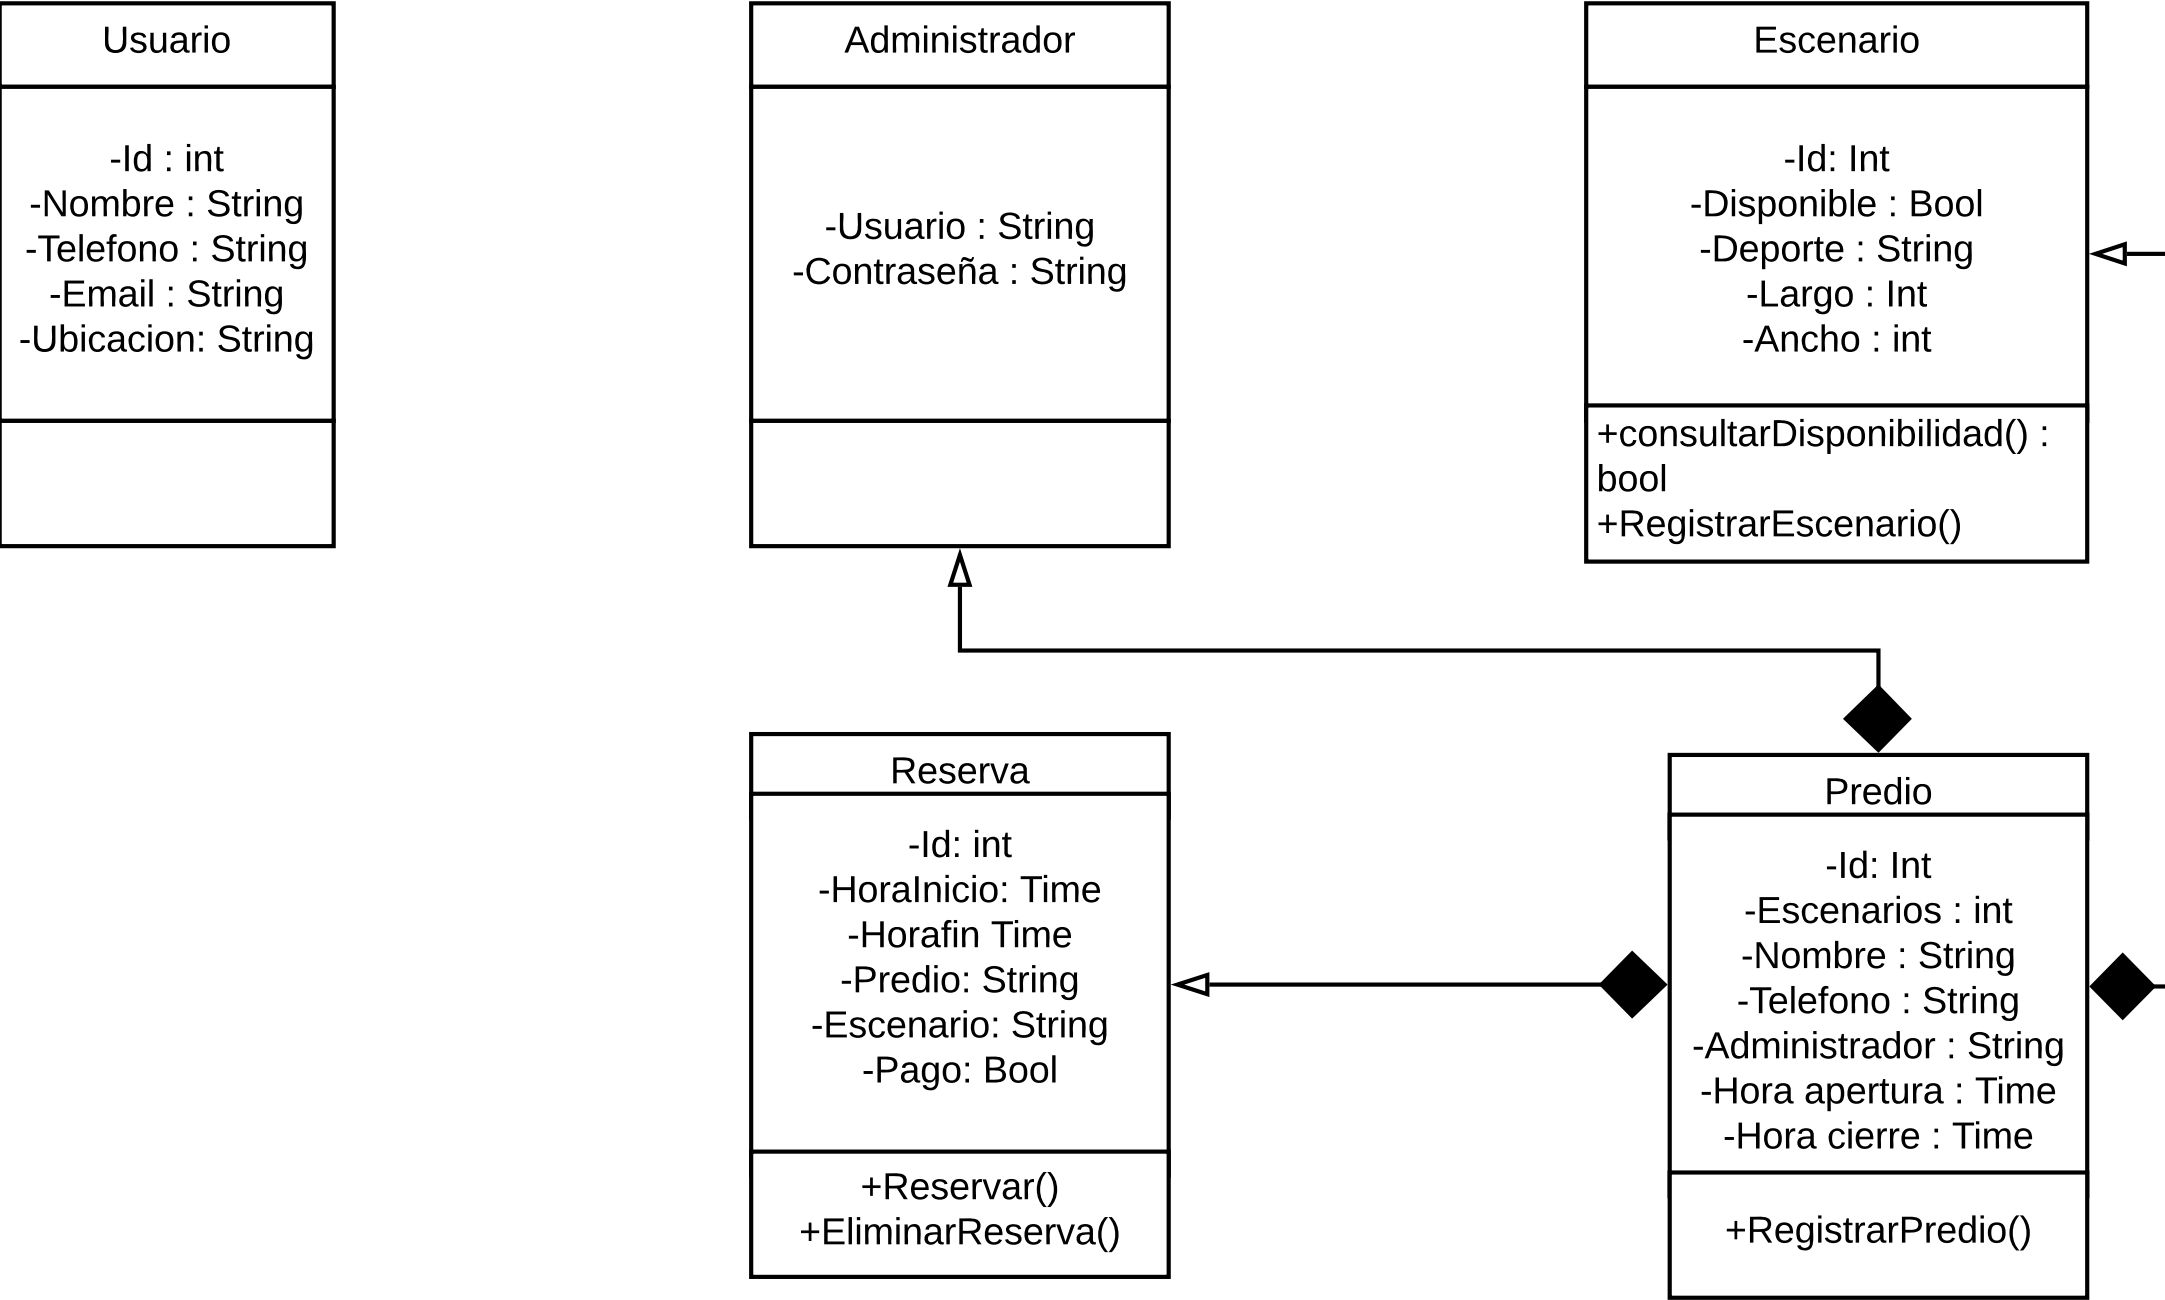 Usuario
-Id : int
-Nombre : String
-Telefono : String
-Email : String
-Ubicacion: String
Administrador
-Usuario : String
-Contraseña : String
Escenario
-Id: Int
-Disponible : Bool
-Deporte : String
-Largo : Int
-Ancho : int
+consultarDisponibilidad() :
bool
+RegistrarEscenario()
Reserva
-Id: int
-HoraInicio: Time
-Horafin Time
-Predio: String
-Escenario: String
-Pago: Bool
+Reservar()
+EliminarReserva()
Predio
-Id: Int
-Escenarios : int
-Nombre : String
-Telefono : String
-Administrador : String
-Hora apertura : Time
-Hora cierre : Time
+RegistrarPredio()